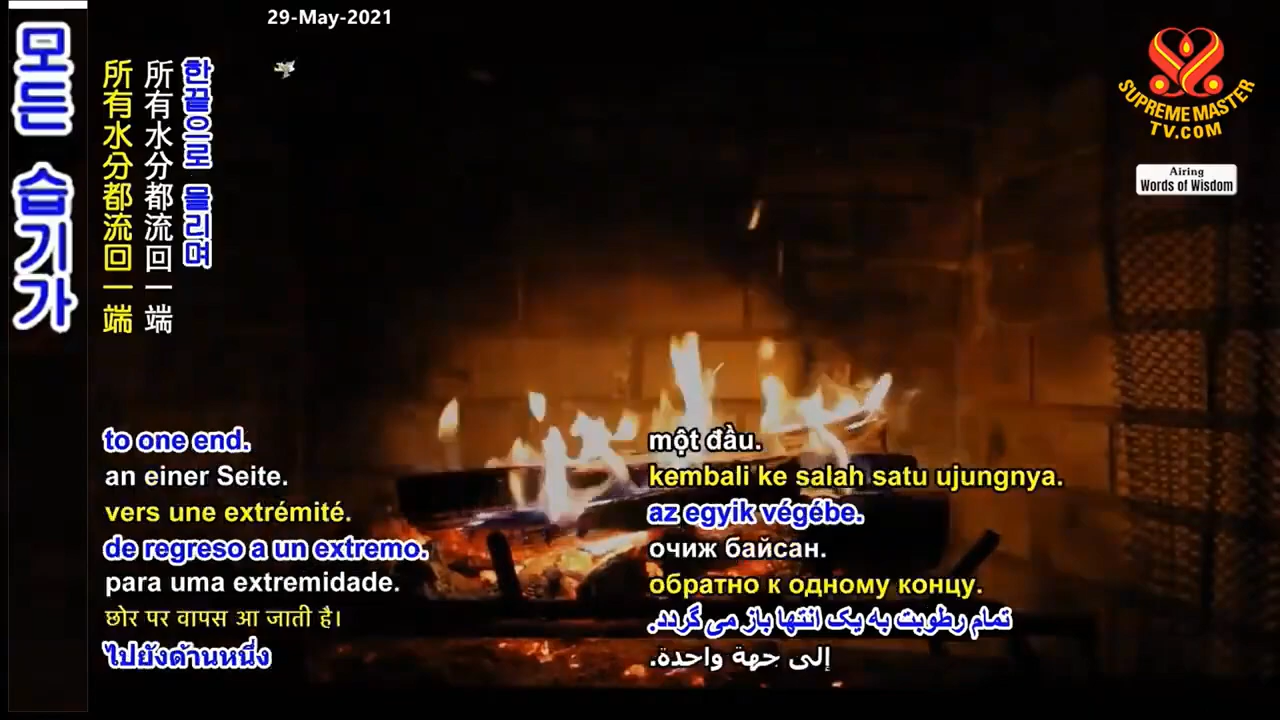 29-May-2021
모든 습기가
한끝으로 몰리며
所有水分都流回一端
所有水分都流回一端
SUPREME MASTER
TV.COM
Airing
Words of Wisdom
to one end.
an einer Seite.
vers une extrémité.
de regreso a un extremo.
para uma extremidade.
छोर पर वापस आ जाती है।
ไปยังด้านหนึ่ง
một đầu.
kembali ke salah satu ujungnya.
az egyik végébe.
очиж байсан.
обратно к одному концу.
تمام رطوبت به یک انتها باز می گردد.
إلى جهة واحدة.